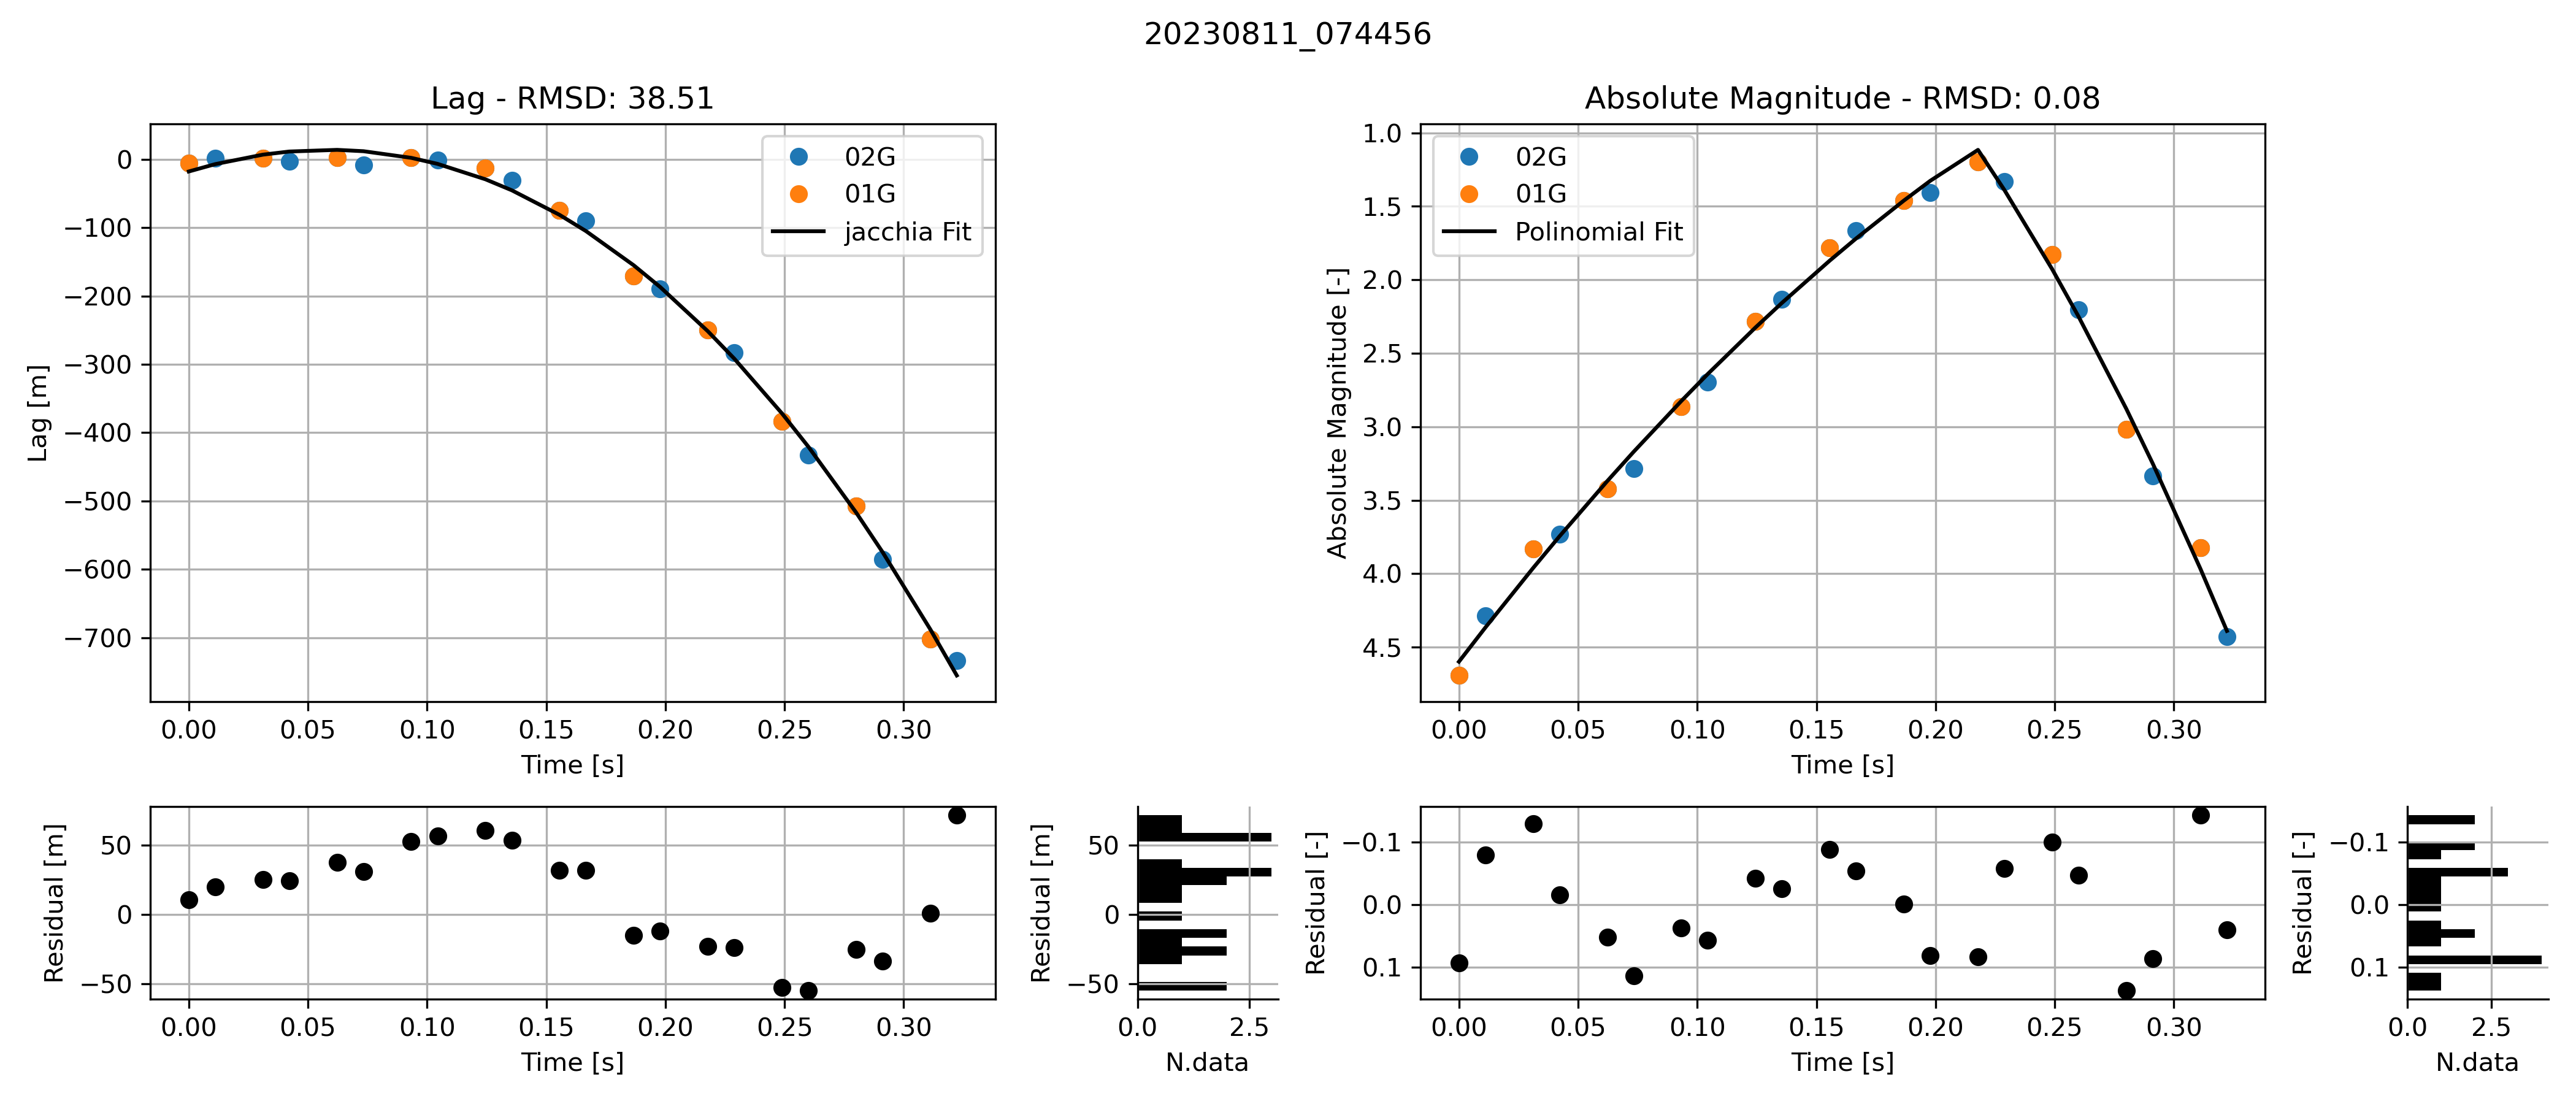 20230811_074456
Lag - RMSD: 38.51
02G
01G
jacchia Fit
0
−100
−200
−300
−400
−500
−600
−700
Lag [m]
0.00 0.05 0.10 0.15 0.20 0.25 0.30
Time [s]
Absolute Magnitude - RMSD: 0.08
02G
01G
Polinomial Fit
1.0
1.5
2.0
2.5
3.0
3.5
4.0
4.5
Absolute Magnitude [-]
0.00 0.05 0.10 0.15 0.20 0.25 0.30
Time [s]
50
0
−50
Residual [m]
0.00 0.05 0.10 0.15 0.20 0.25 0.30
Time [s]
50
0
−50
Residual [m]
0.0 2.5
N.data
−0.1
0.0
0.1
Residual [-]
0.00 0.05 0.10 0.15 0.20 0.25 0.30
Time [s]
−0.1
0.0
0.1
Residual [-]
0.0 2.5
N.data